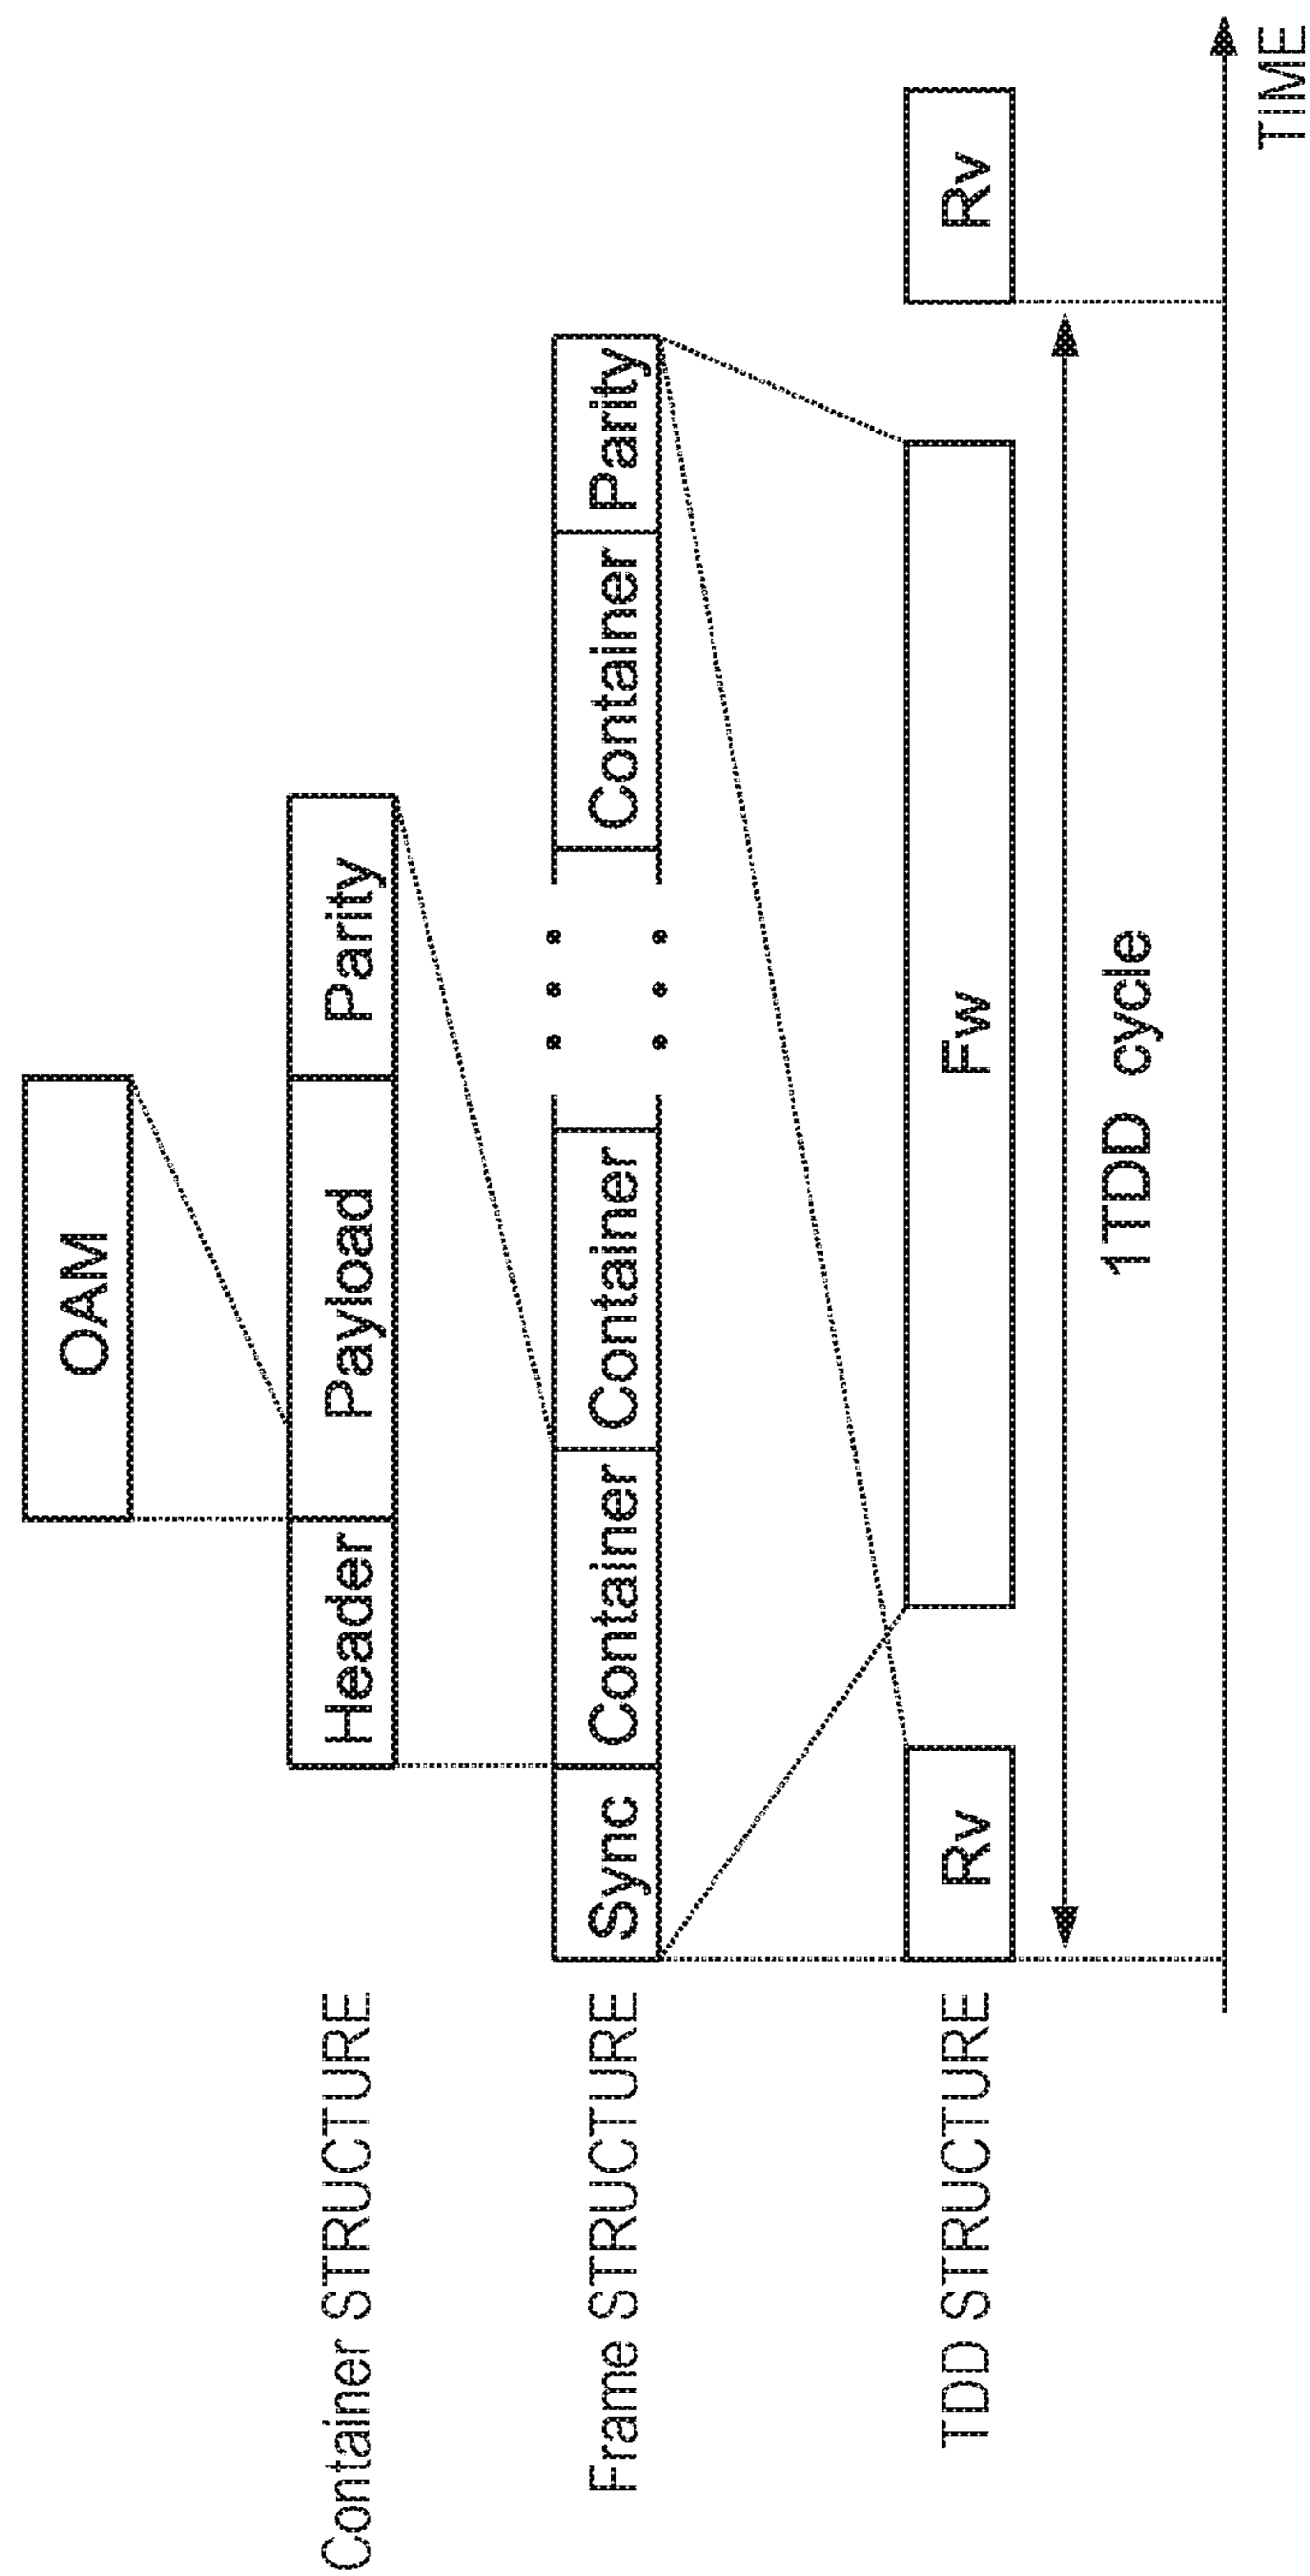 OAM
Container STRUCTURE
Header Payload Parity
Frame STRUCTURE
Sync Container Container Container Parity
TDD STRUCTURE
Rv Fw Rv
1TDD cycle
TIME